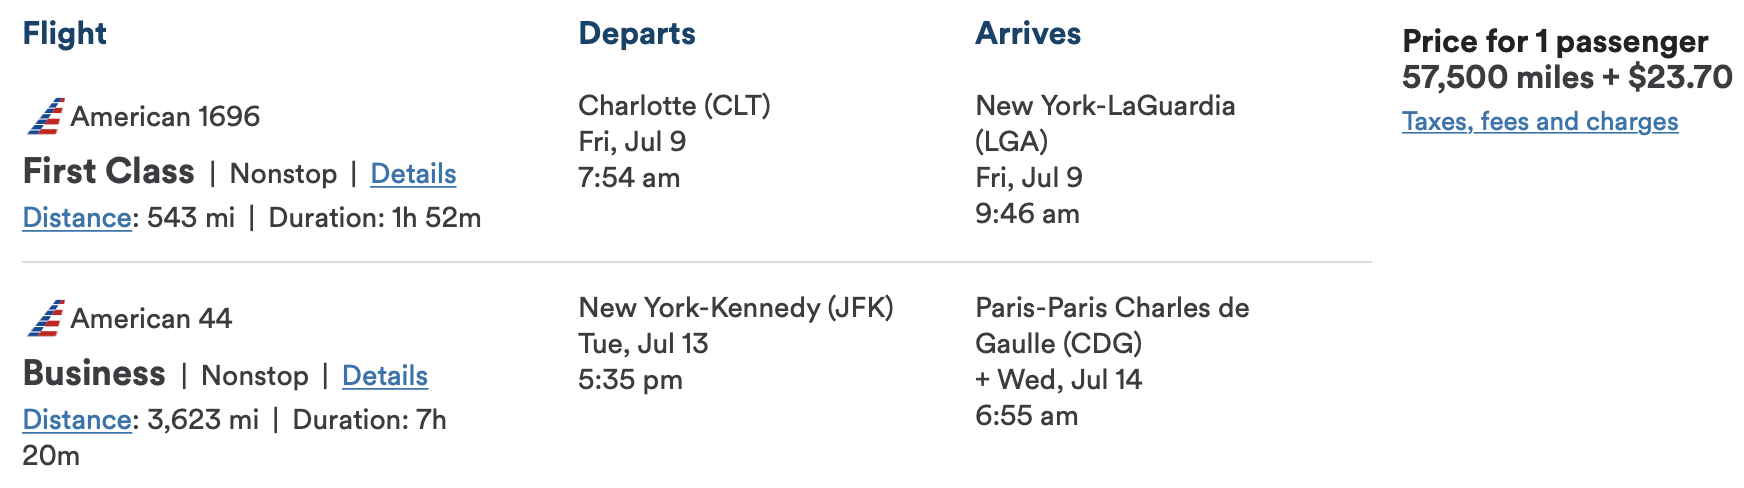 Flight
Departs
Arrives
Price for 1 passenger
57,500 miles + $23.70
Taxes, fees and charges
American 1696
First Class | Nonstop | Details
Distance: 543 mi | Duration: 1h 52m
Charlotte (CLT)
Fri, Jul 9
7:54 am
New York-LaGuardia
(LGA)
Fri, Jul 9
9:46 am
American 44
Business | Nonstop | Details
Distance: 3,623 mi | Duration: 7h
20m
New York-Kennedy (JFK)
Tue, Jul 13
5:35 pm
Paris-Paris Charles de
Gaulle (CDG)
+ Wed, Jul 14
6:55 am